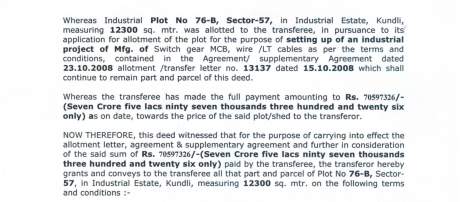 Whereas Industrial Plot No 76-B, Sector-57, in Industrial Estate, Kundli,
measuring 12300 sq. mtr. was allotted to the transferee, in pursuance to its
application for allotment of the plot for the purpose of setting up of an industrial
project of Mfg. of Switch gear MCB, wire /LT cables as per the terms and
conditions, contained in the Agreement/ supplementary Agreement dated
23.10.2008 allotment /transfer letter no. 13137 dated 15.10.2008 which shall
continue to remain part and parcel of this deed.
Whereas the transferee has made the full payment amounting to Rs. 70597326/-
(Seven Crore five lacs ninety seven thousands three hundred and twenty six
only) as on date, towards the price of the said plot/shed to the transferor.
NOW THEREFORE, this deed witnessed that for the purpose of carrying into effect the
allotment letter, agreement & supplementary agreement and further in consideration
of the said sum of Rs. 70597326/-(Seven Crore five lacs ninety seven thousands
three hundred and twenty six only) paid by the transferee, the transferor hereby
grants and conveys to the transferee all that part and parcel of Plot No 76-B, Sector-
57, in Industrial Estate, Kundli, measuring 12300 sq. mtr. on the following terms
and conditions :-